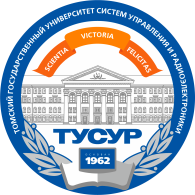 ТОМСКИЙ ГОСУДАРСТВЕННЫЙ УНИВЕРСИТЕТ СИСТЕМ УПРАВЛЕНИЯ И РАДИОЭЛЕКТРОНИКИ
SCIENTIA
VICTORIA
FELICITAS
ТУСУР
1962